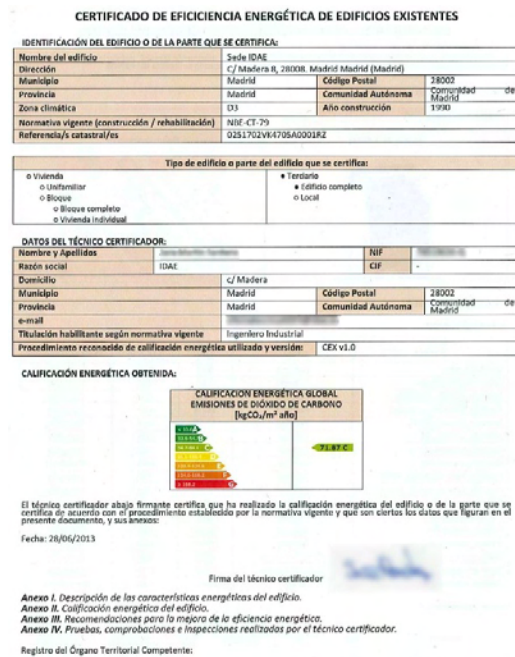 CERTIFICADO DE EFICICIENCIA ENERGÉTICA DE EDIFICIOS EXISTENTES
IDENTIFICACIÓN DEL EDIFICIO O DE LA PARTE QUE SE CERTIFICA:
Nombre del edificio Sede IDAE
Dirección C/ Madera 8, 28008. Madrid Madrid (Madrid)
Municipio Madrid Código Postal 28002
Provincia Madrid Comunidad Autónoma Comunidad de Madrid
Zona climática D3 Año construcción 1990
Normativa vigente (construcción / rehabilitación) NBE-CT-79
Referencia/s catastral/es 0251702VK4705A0001RZ
Tipo de edificio o parte del edificio que se certifica:
o Vivienda ● Terciario
o Unifamiliar ● Edificio completo
o Bloque o Local
o Bloque completo
o Vivienda individual
DATOS DEL TÉCNICO CERTIFICADOR:
Nombre y Apellidos NIF
Razón social IDAE CIF -
Domicilio c/ Madera
Municipio Madrid Código Postal 28002
Provincia Madrid Comunidad Autónoma Comunidad de Madrid
e-mail
Titulación habilitante según normativa vigente Ingeniero Industrial
Procedimiento reconocido de calificación energética utilizado y versión: CEX v1.0
CALIFICACIÓN ENERGÉTICA OBTENIDA:
CALIFICACION ENERGÉTICA GLOBAL
EMISIONES DE DIÓXIDO DE CARBONO
[kgCO₂/m² año]
A
B
C 71.87 C
D
E
F
G
El técnico certificador abajo firmante certifica que ha realizado la calificación energética del edificio o de la parte que se
certifica de acuerdo con el procedimiento establecido por la normativa vigente y que son ciertos los datos que figuran en el
presente documento, y sus anexos:
Fecha: 28/06/2013
Firma del técnico certificador
Anexo I. Descripción de las características energéticas del edificio.
Anexo II. Calificación energética del edificio.
Anexo III. Recomendaciones para la mejora de la eficiencia energética.
Anexo IV. Pruebas, comprobaciones e inspecciones realizadas por el técnico certificador.
Registro del Órgano Territorial Competente: